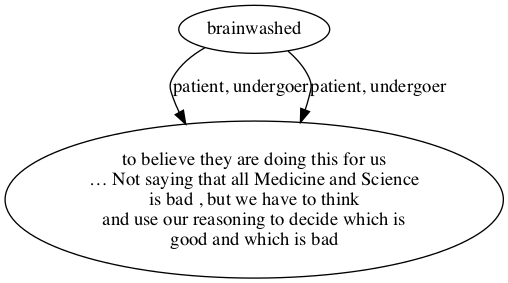 brainwashed
patient, undergoer patient, undergoer
to believe they are doing this for us
… Not saying that all Medicine and Science
is bad , but we have to think
and use our reasoning to decide which is
good and which is bad